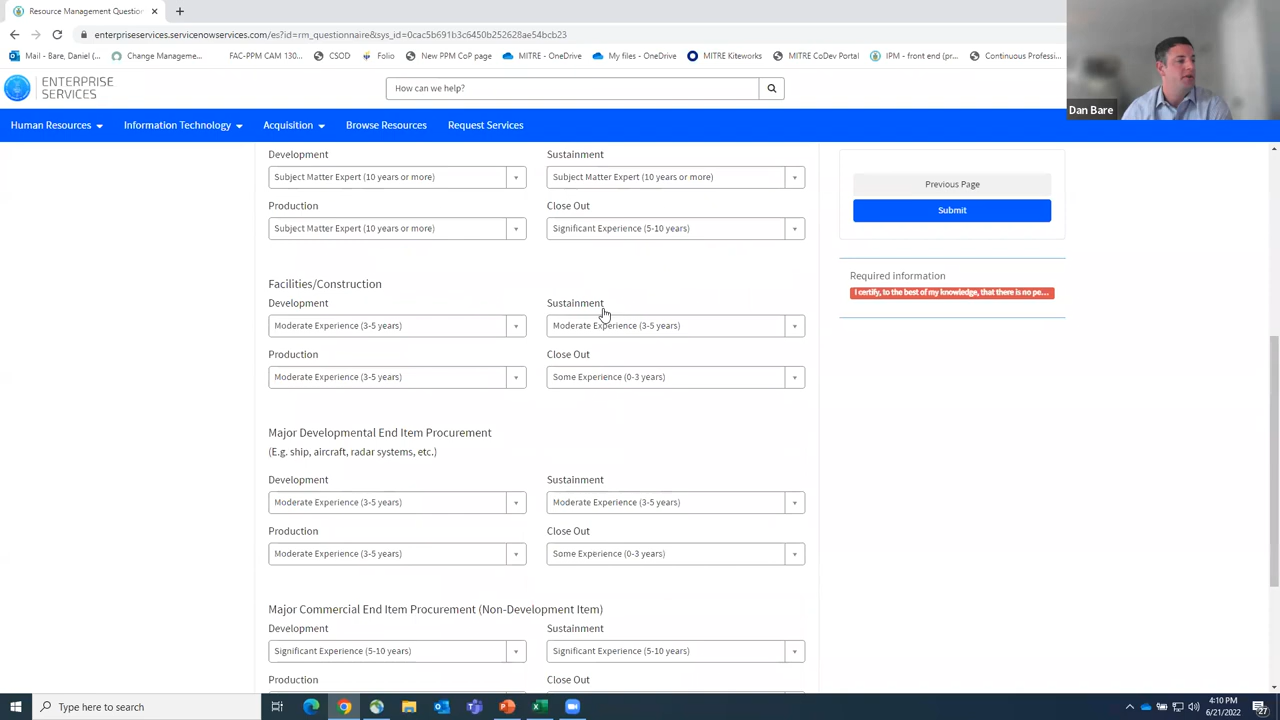 Resource Management Questio
enterpriseservices.servicenowservices.com/es?id=rm_questionnaire&sys_id=0cac5b691b3c6450b252628ae54bcb23
Mail - Bare, Daniel (... Change Manageme... FAC-PPM CAM 130... CSOD Folio New PPM CoP page MITRE - OneDrive My files - OneDrive MITRE Kiteworks MITRE CoDev Portal IPM - front end (pr... Continuous Professi...
ENTERPRISE
SERVICES
How can we help?
Dan Bare
Human Resources Information Technology Acquisition Browse Resources Request Services
Development Sustainment
Subject Matter Expert (10 years or more) Subject Matter Expert (10 years or more)
Previous Page
Production Close Out
Submit
Subject Matter Expert (10 years or more) Significant Experience (5-10 years)
Required information
I certify, to the best of my knowledge, that there is no pe...
Facilities/Construction
Development Sustainment
Moderate Experience (3-5 years) Moderate Experience (3-5 years)
Production Close Out
Moderate Experience (3-5 years) Some Experience (0-3 years)
Major Developmental End Item Procurement
(E.g. ship, aircraft, radar systems, etc.)
Development Sustainment
Moderate Experience (3-5 years) Moderate Experience (3-5 years)
Production Close Out
Moderate Experience (3-5 years) Some Experience (0-3 years)
Major Commercial End Item Procurement (Non-Development Item)
Development Sustainment
Significant Experience (5-10 years) Significant Experience (5-10 years)
Production Close Out
Type here to search
4:10 PM
6/21/2022
27